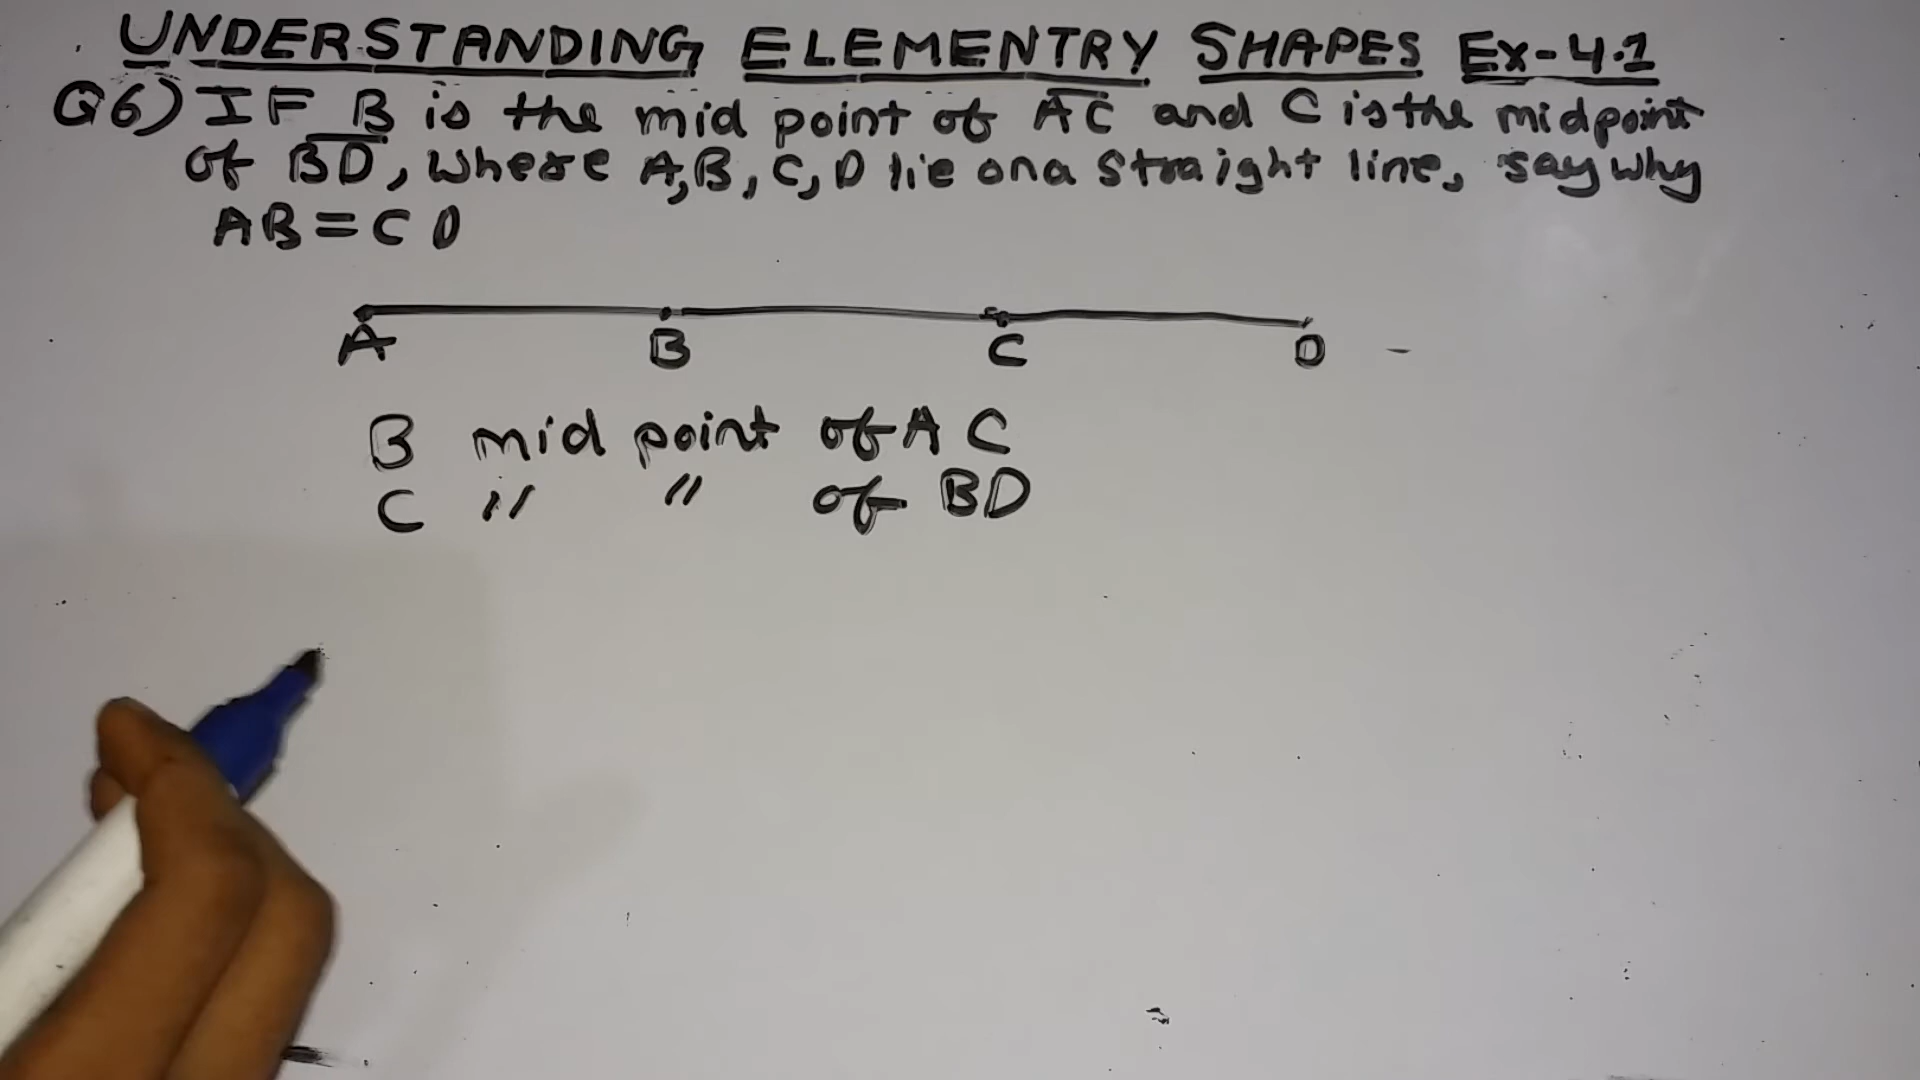 UNDERSTANDING ELEMENTRY SHAPES Ex-4.1
Q6) IF B is the mid point of AC and C is the midpoint
of BD, where A,B,C,D lie on a straight line, say why
AB=CD
A B C D
B mid point of AC
C " " of BD